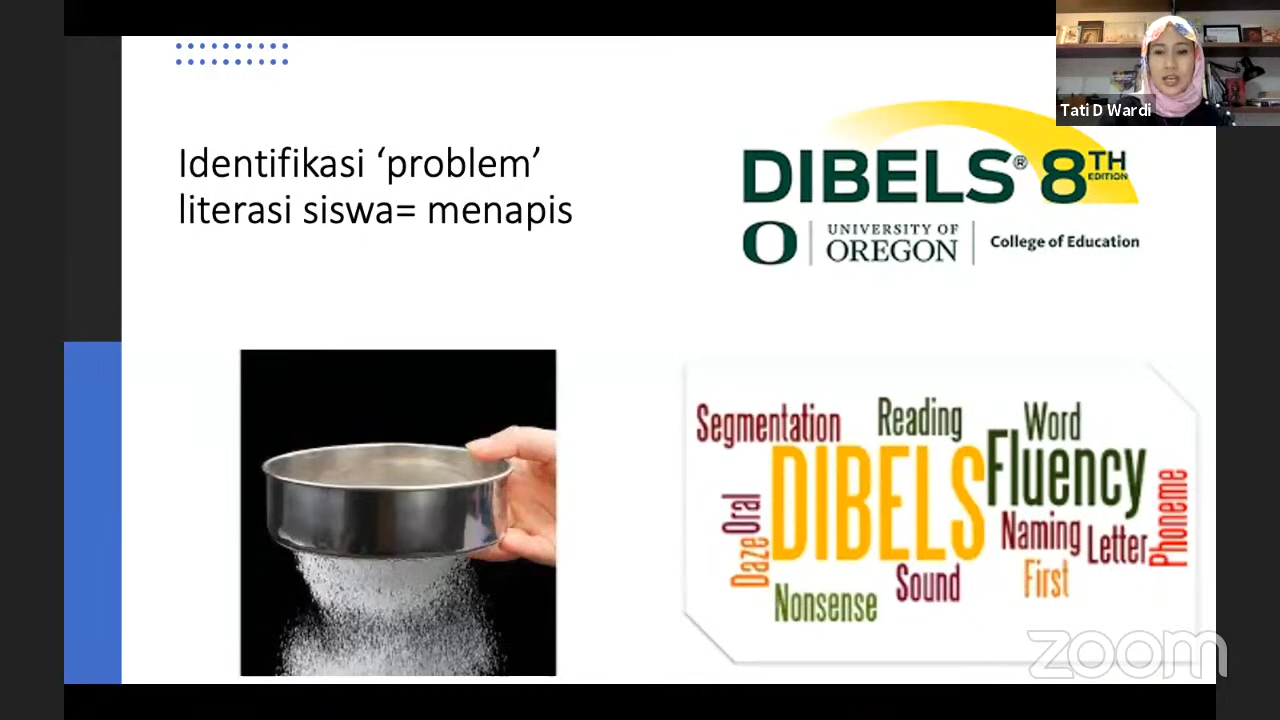 Tati D Wardi
Identifikasi ‘problem’
literasi siswa= menapis
DIBELS® 8TH
EDITION
O UNIVERSITY OF
OREGON
College of Education
Segmentation
Reading
Word
DIBELS
Fluency
Oral
Daze
Naming
Letter
Phoneme
Nonsense
Sound
First
zoom